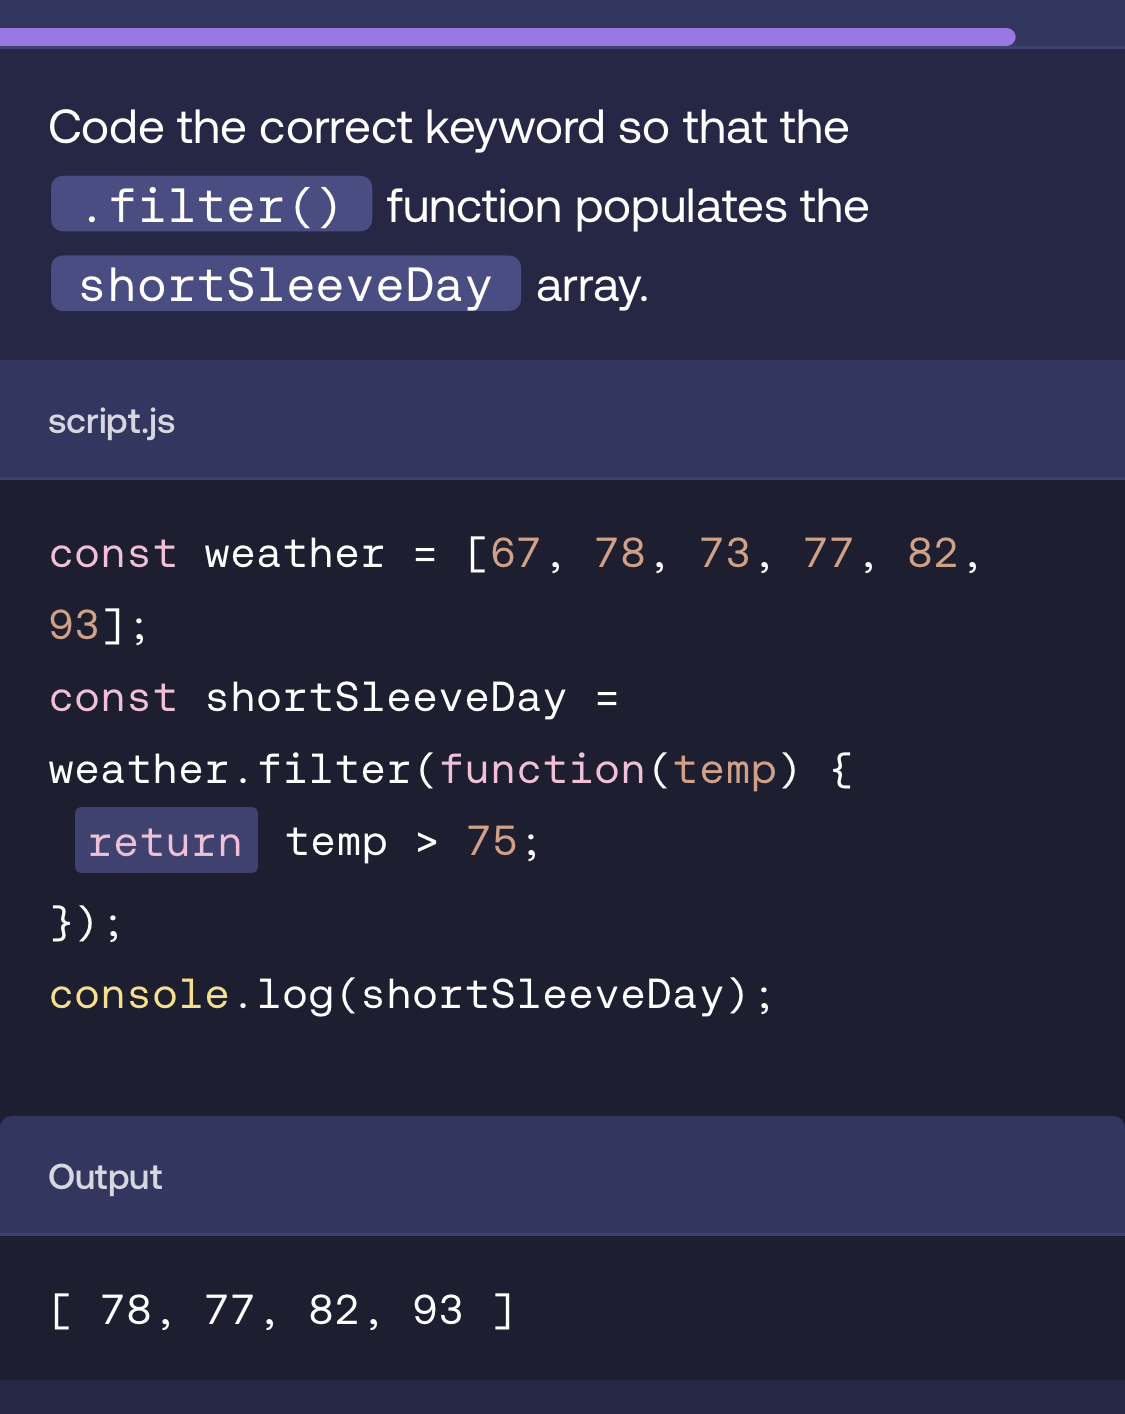 Code the correct keyword so that the
.filter() function populates the
shortSleeveDay array.
script.js
const weather = [67, 78, 73, 77, 82,
93];
const shortSleeveDay =
weather.filter(function(temp) {
return temp > 75;
});
console.log(shortSleeveDay);
Output
[ 78, 77, 82, 93 ]